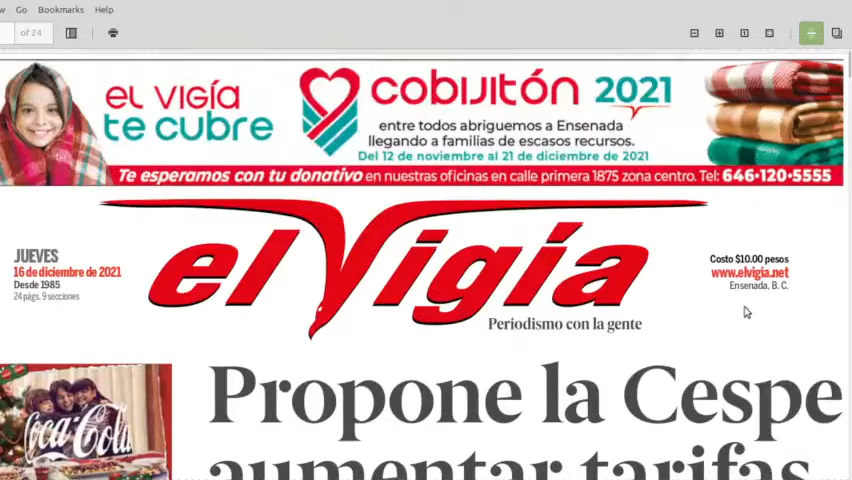 Go Bookmarks Help
of 24
EL VIGÍA
te cubre
cobijitón 2021
entre todos abriguemos a Ensenada
llegando a familias de escasos recursos.
Del 12 de noviembre al 21 de diciembre de 2021
Te esperamos con tu donativo en nuestras oficinas en calle primera 1875 zona centro. Tel: 646•120•5555
JUEVES
16 de diciembre de 2021
Desde 1985
24 págs. 9 secciones
el Vigía
Periodismo con la gente
Costo $10.00 pesos
www.elvigia.net
Ensenada, B. C.
Coca-Cola
Propone la Cespe
aumentar tarifas